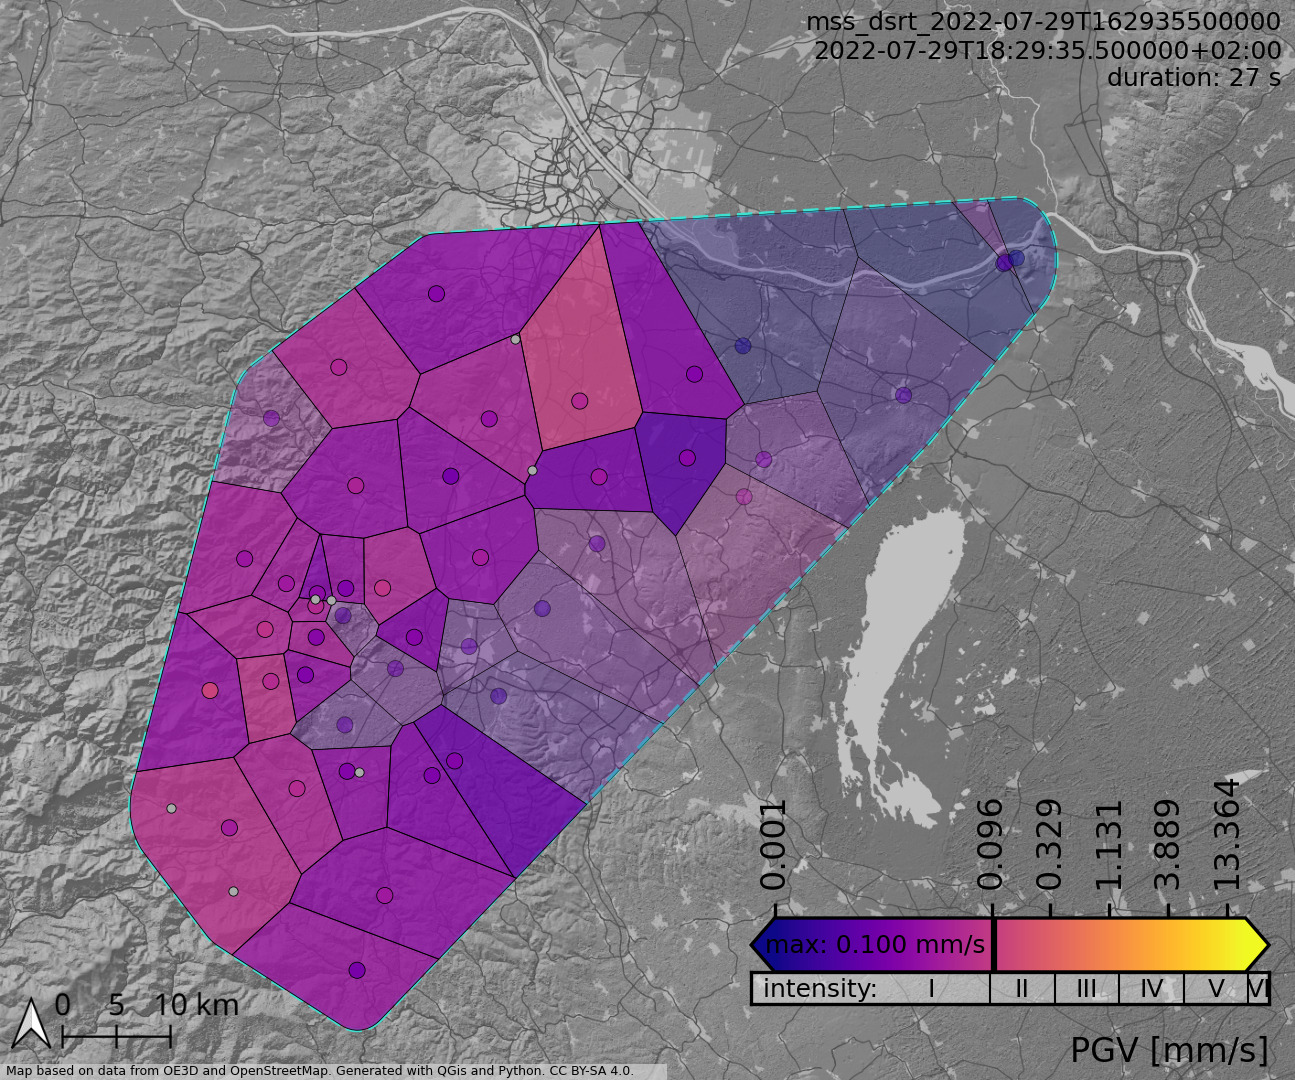 mss_dsrt_2022-07-29T162935500000
2022-07-29T18:29:35.500000+02:00
duration: 27 s
0.001
0.096
0.329
1.131
3.889
13.364
max: 0.100 mm/s
intensity: I II III IV V VI
0 5 10 km
PGV [mm/s]
Map based on data from OE3D and OpenStreetMap. Generated with QGis and Python. CC BY-SA 4.0.